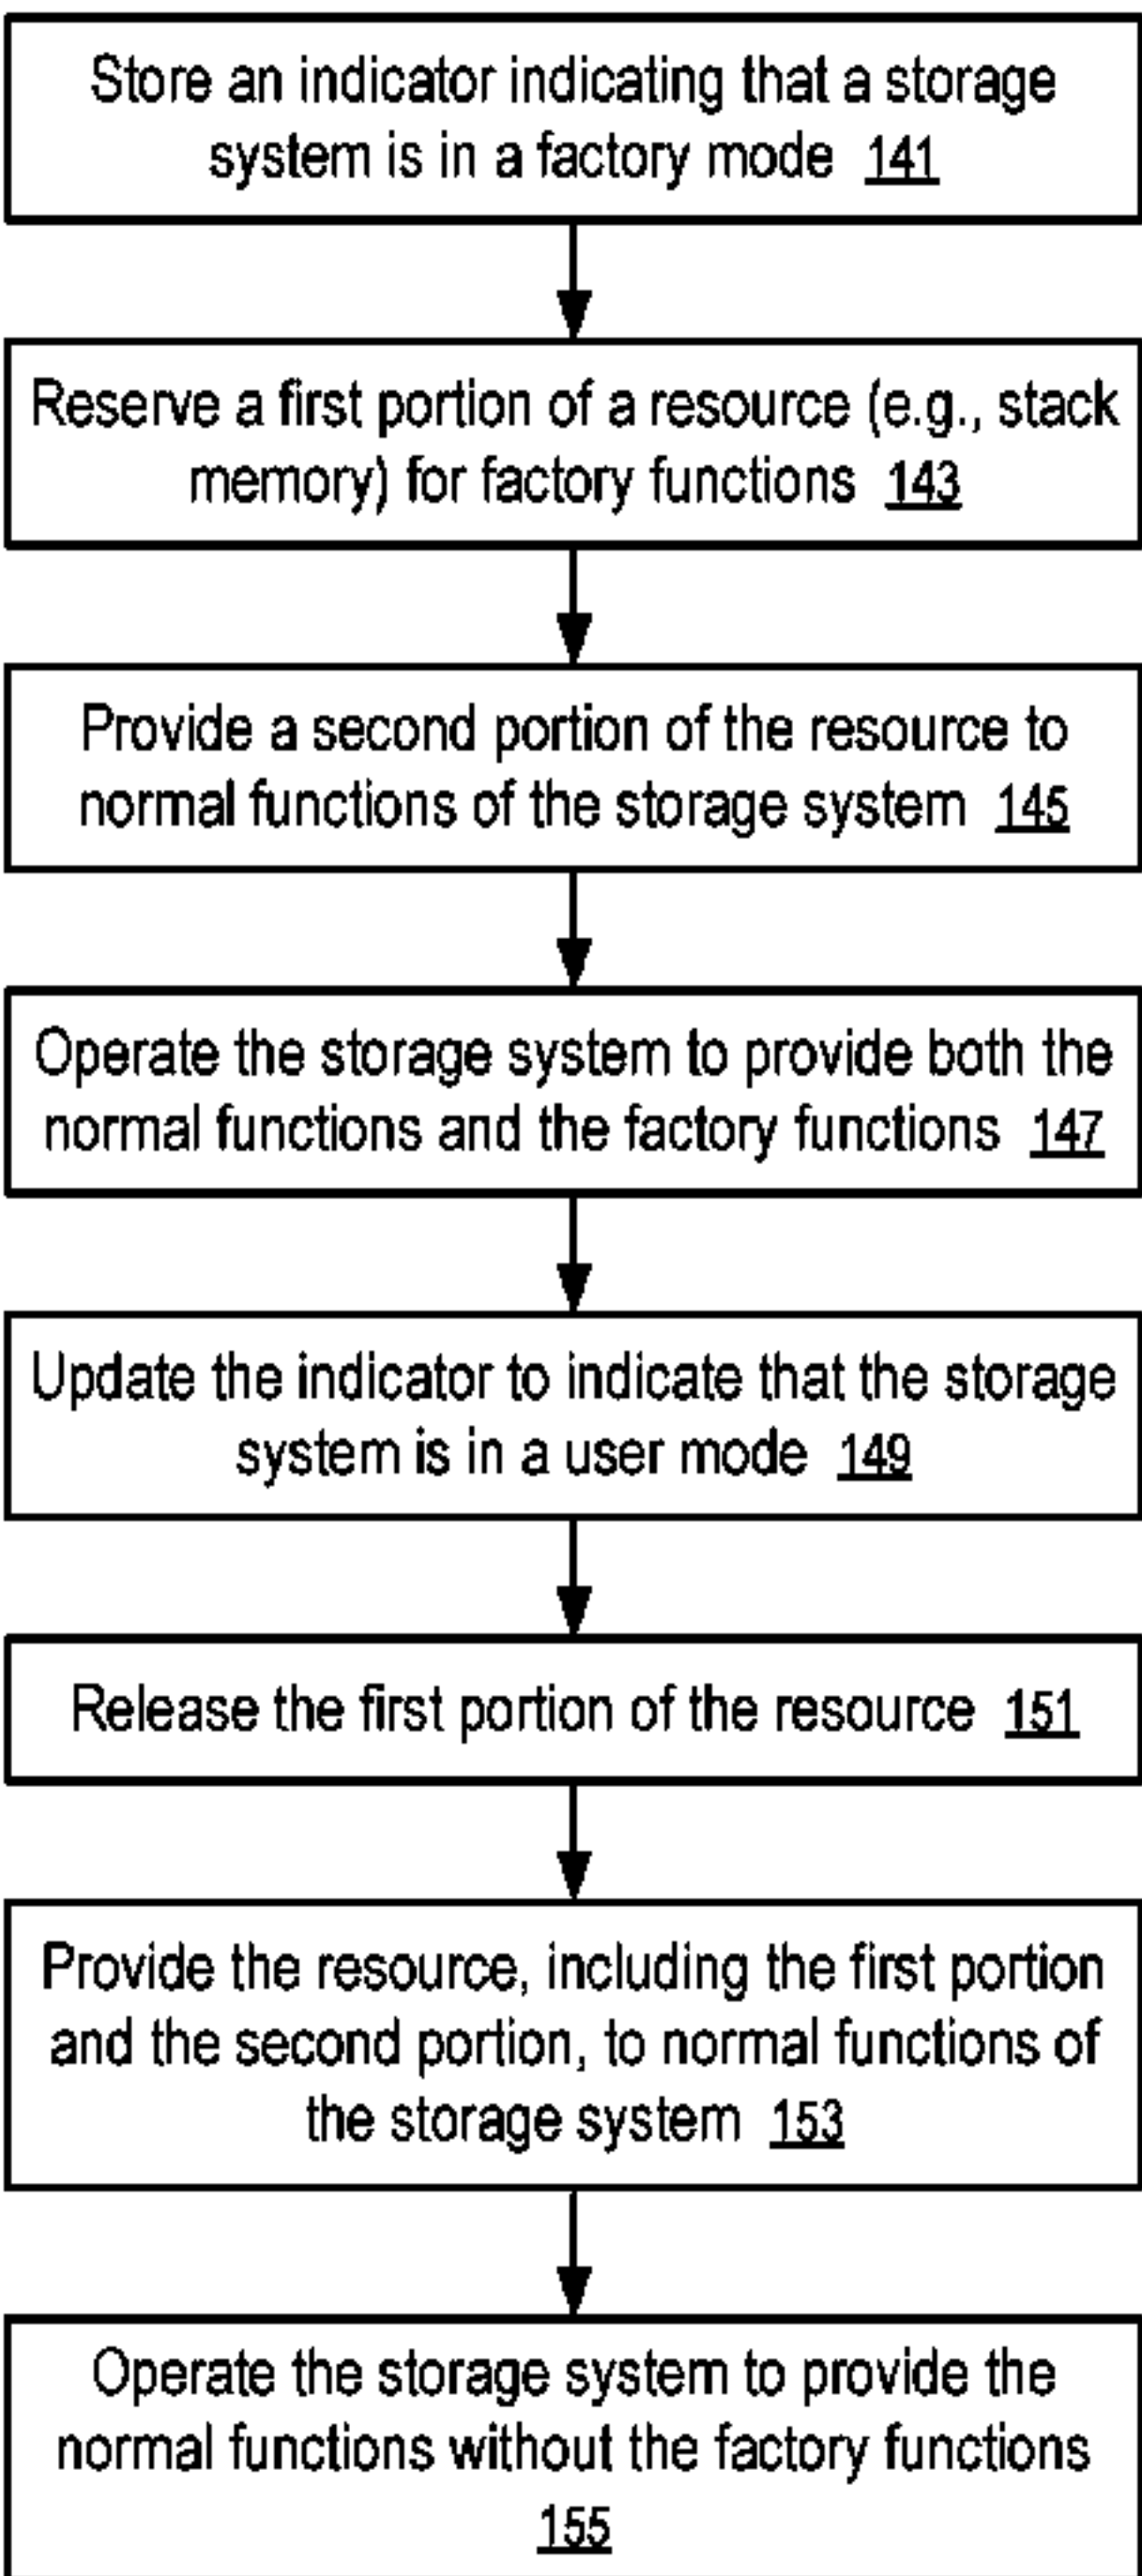 Store an indicator indicating that a storage
system is in a factory mode 141
Reserve a first portion of a resource (e.g., stack
memory) for factory functions 143
Provide a second portion of the resource to
normal functions of the storage system 145
Operate the storage system to provide both the
normal functions and the factory functions 147
Update the indicator to indicate that the storage
system is in a user mode 149
Release the first portion of the resource 151
Provide the resource, including the first portion
and the second portion, to normal functions of
the storage system 153
Operate the storage system to provide the
normal functions without the factory functions
155